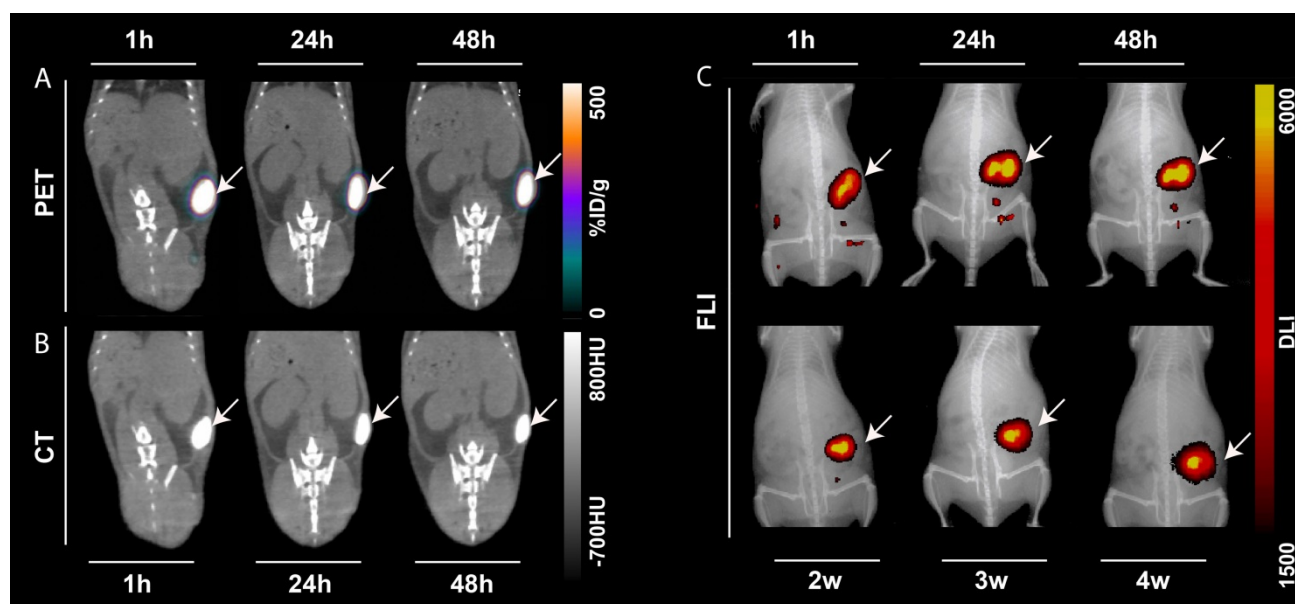 1h 24h 48h
A
PET
500
%ID/g
0
B
CT
800HU
-700HU
1h 24h 48h
C
1h 24h 48h
FLI
6000
DLI
1500
2w 3w 4w